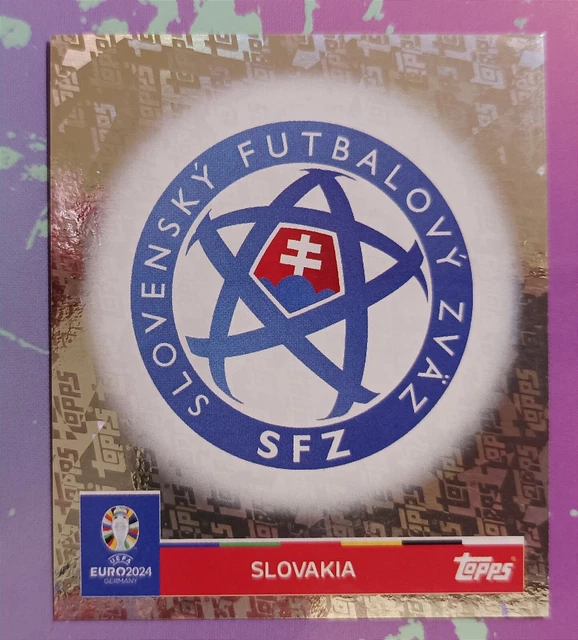 SLOVENSKÝ FUTBALOVÝ ZVÄZ
SFZ
UEFA
EURO2024
GERMANY
SLOVAKIA
topps